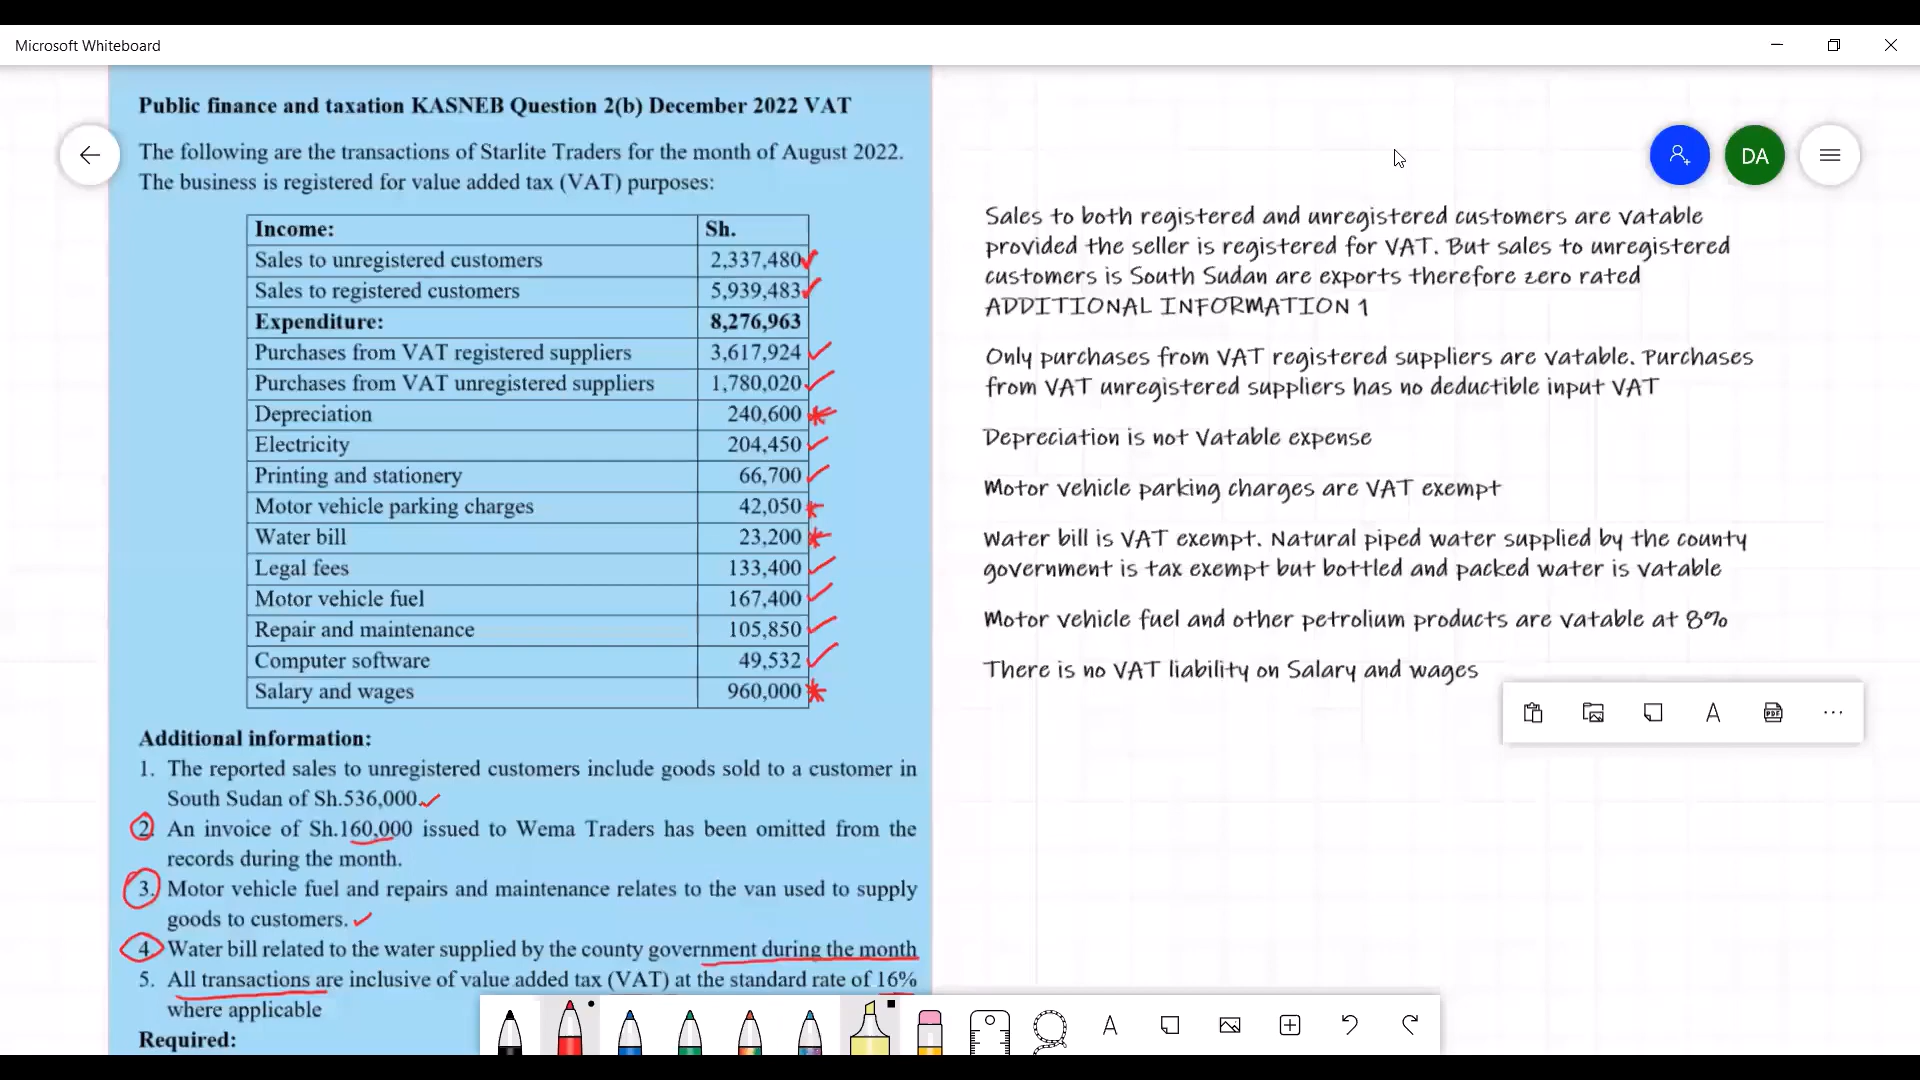 Microsoft Whiteboard
Public finance and taxation KASNEB Question 2(b) December 2022 VAT
The following are the transactions of Starlite Traders for the month of August 2022.
The business is registered for value added tax (VAT) purposes:
Income: Sh.
Sales to unregistered customers 2,337,480
Sales to registered customers 5,939,483
Expenditure: 8,276,963
Purchases from VAT registered suppliers 3,617,924
Purchases from VAT unregistered suppliers 1,780,020
Depreciation 240,600
Electricity 204,450
Printing and stationery 66,700
Motor vehicle parking charges 42,050
Water bill 23,200
Legal fees 133,400
Motor vehicle fuel 167,400
Repair and maintenance 105,850
Computer software 49,532
Salary and wages 960,000
Additional information:
1. The reported sales to unregistered customers include goods sold to a customer in
South Sudan of Sh.536,000.
2. An invoice of Sh.160,000 issued to Wema Traders has been omitted from the
records during the month.
3. Motor vehicle fuel and repairs and maintenance relates to the van used to supply
goods to customers.
4. Water bill related to the water supplied by the county government during the month
5. All transactions are inclusive of value added tax (VAT) at the standard rate of 16%
where applicable
Required:
DA
Sales to both registered and unregistered customers are vatable
provided the seller is registered for VAT. But sales to unregistered
customers is South Sudan are exports therefore zero rated
ADDITIONAL INFORMATION 1
Only purchases from VAT registered suppliers are vatable. Purchases
from VAT unregistered suppliers has no deductible input VAT
Depreciation is not Vatable expense
Motor vehicle parking charges are VAT exempt
Water bill is VAT exempt. Natural piped water supplied by the county
government is tax exempt but bottled and packed water is vatable
Motor vehicle fuel and other petrolium products are vatable at 8%
There is no VAT liability on Salary and wages